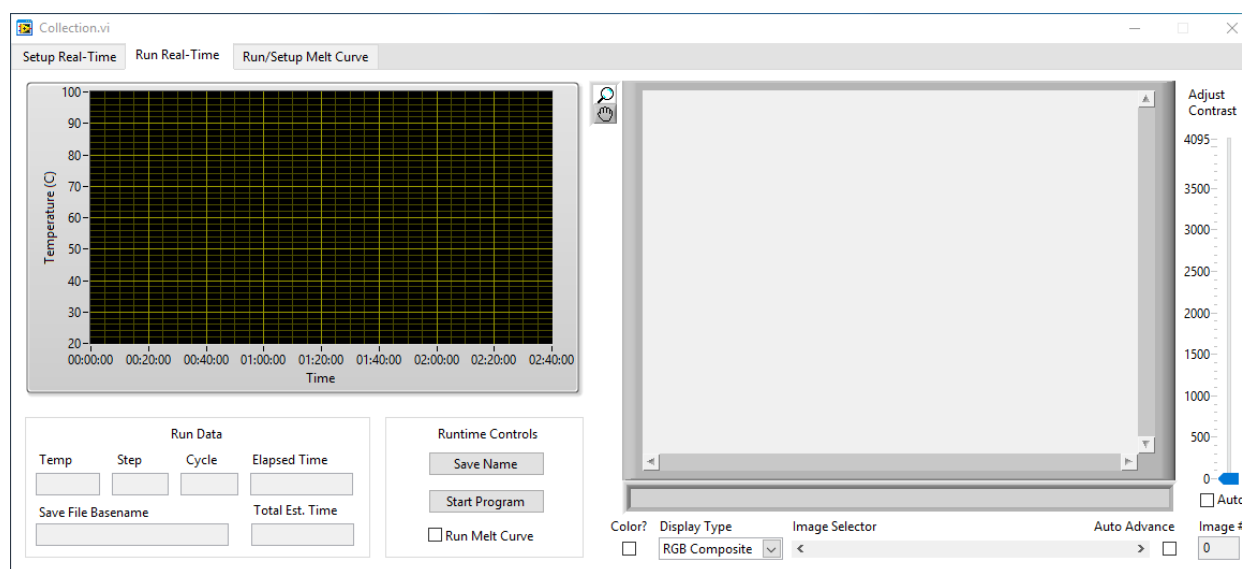 Collection.vi
Setup Real-Time Run Real-Time Run/Setup Melt Curve
100
90
80
70
60
50
40
30
20
Temperature (C)
00:00:00 00:20:00 00:40:00 01:00:00 01:20:00 01:40:00 02:00:00 02:20:00 02:40:00
Time
Adjust
Contrast
4095
3500
3000
2500
2000
1500
1000
500
0
Auto
Run Data
Temp Step Cycle Elapsed Time
Save File Basename Total Est. Time
Runtime Controls
Save Name
Start Program
Run Melt Curve
Color? Display Type Image Selector Auto Advance Image #
RGB Composite 0